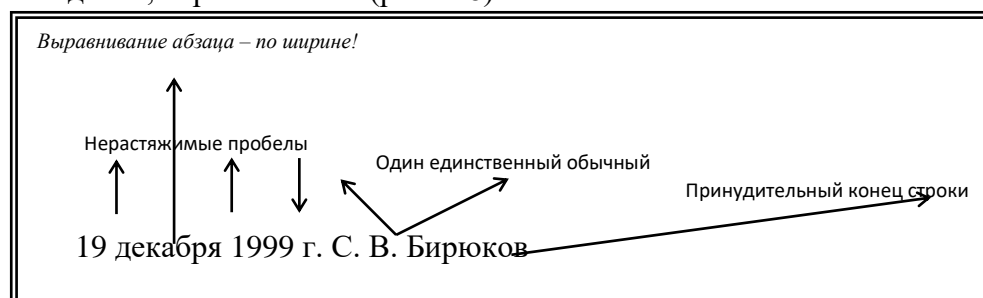 Выравнивание абзаца – по ширине!
Нерастяжимые пробелы
Один единственный обычный
Принудительный конец строки
19 декабря 1999 г. С. В. Бирюков